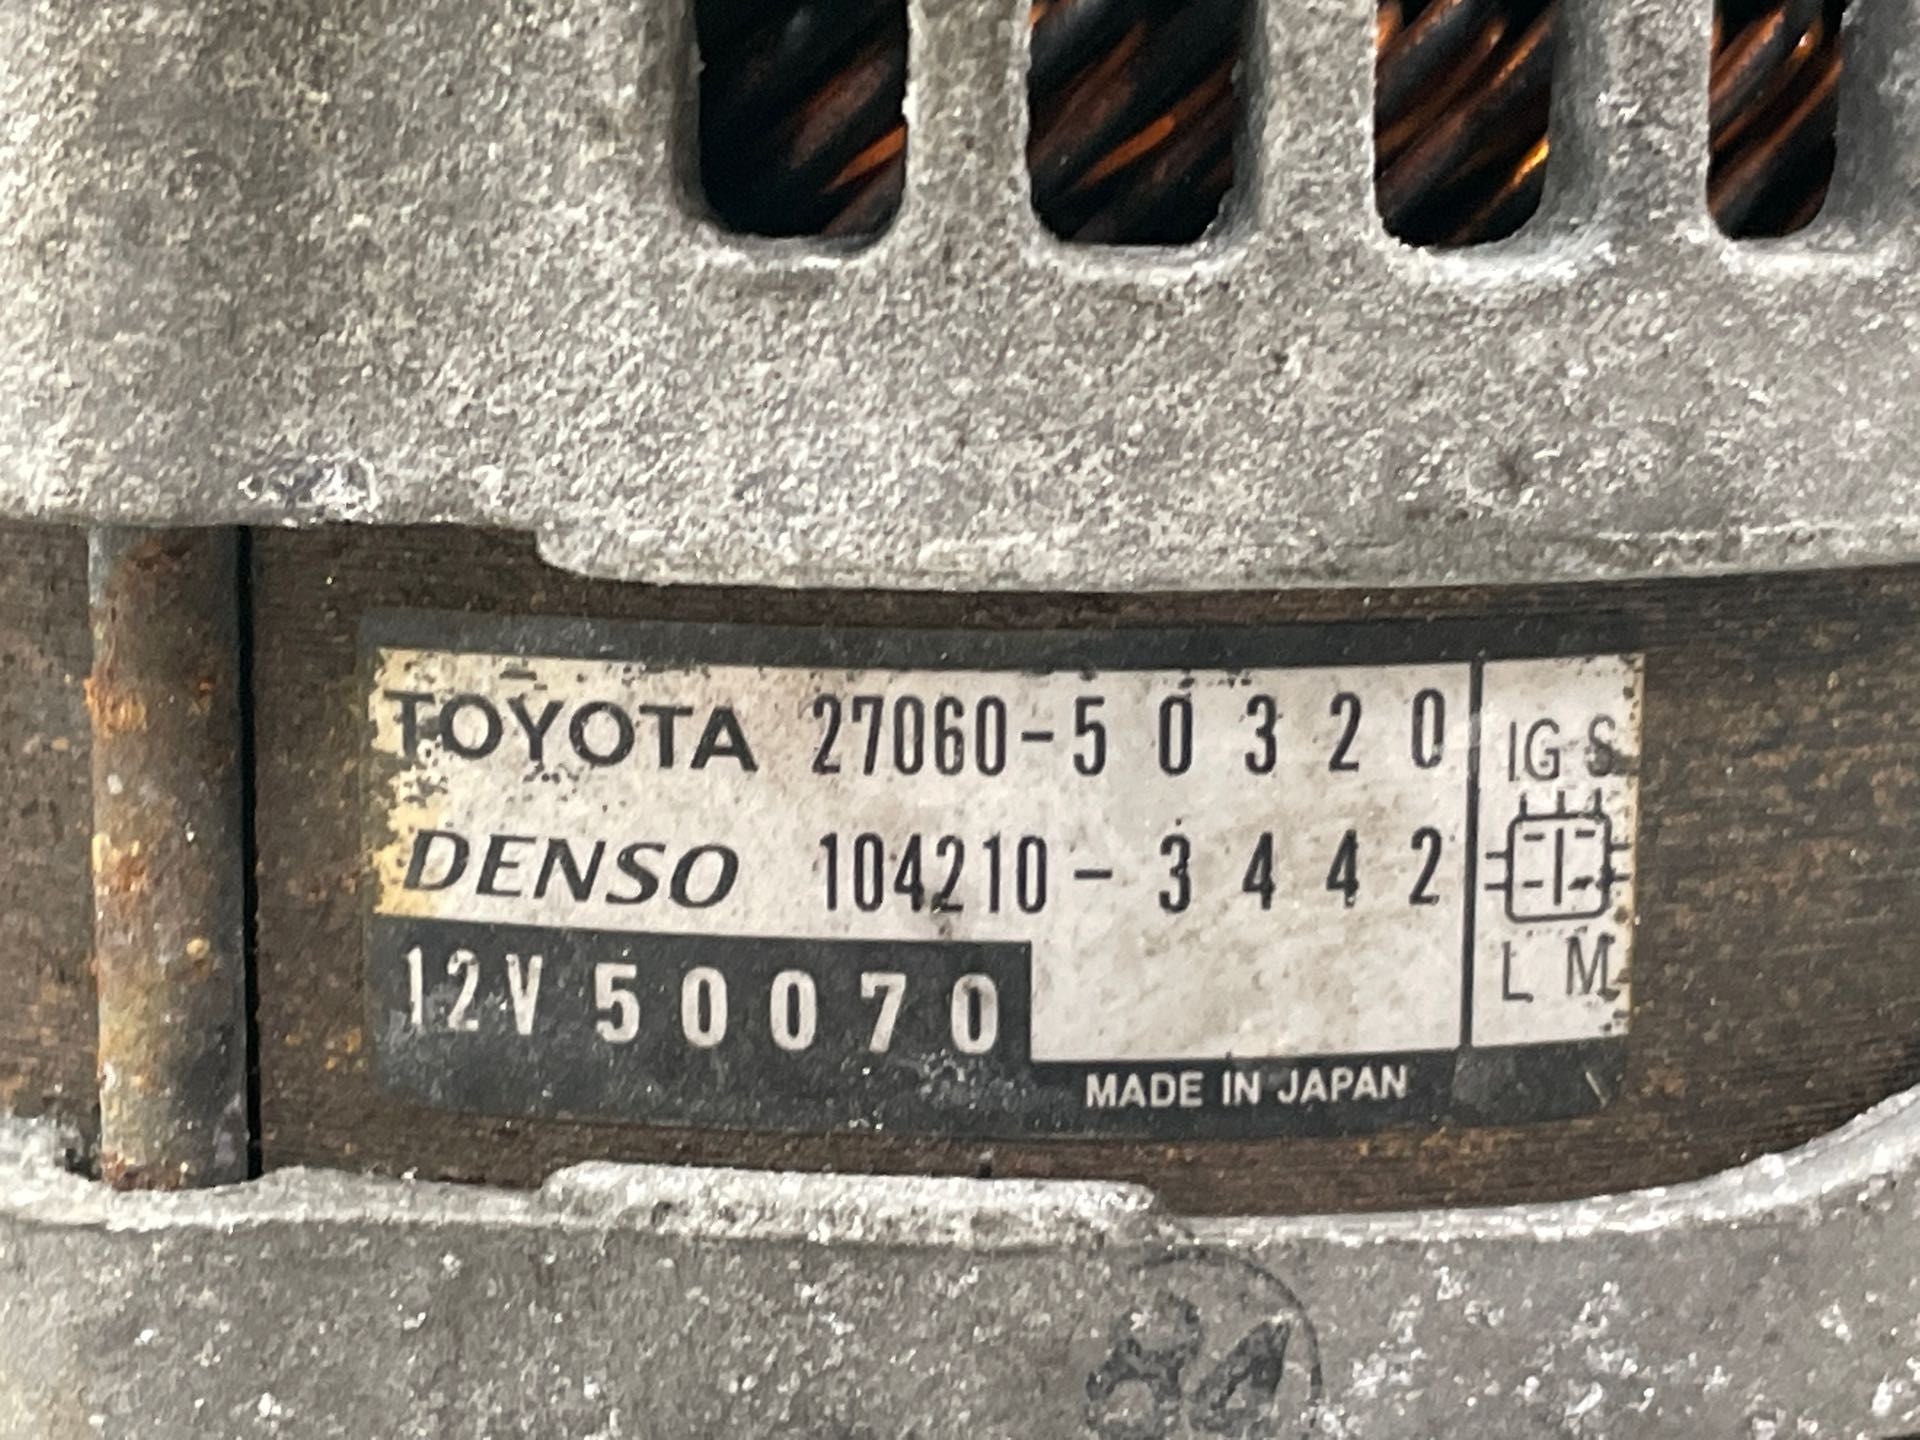 TOYOTA 27060-50320
DENSO 104210-3442
12V 50070
IG S
L M
MADE IN JAPAN